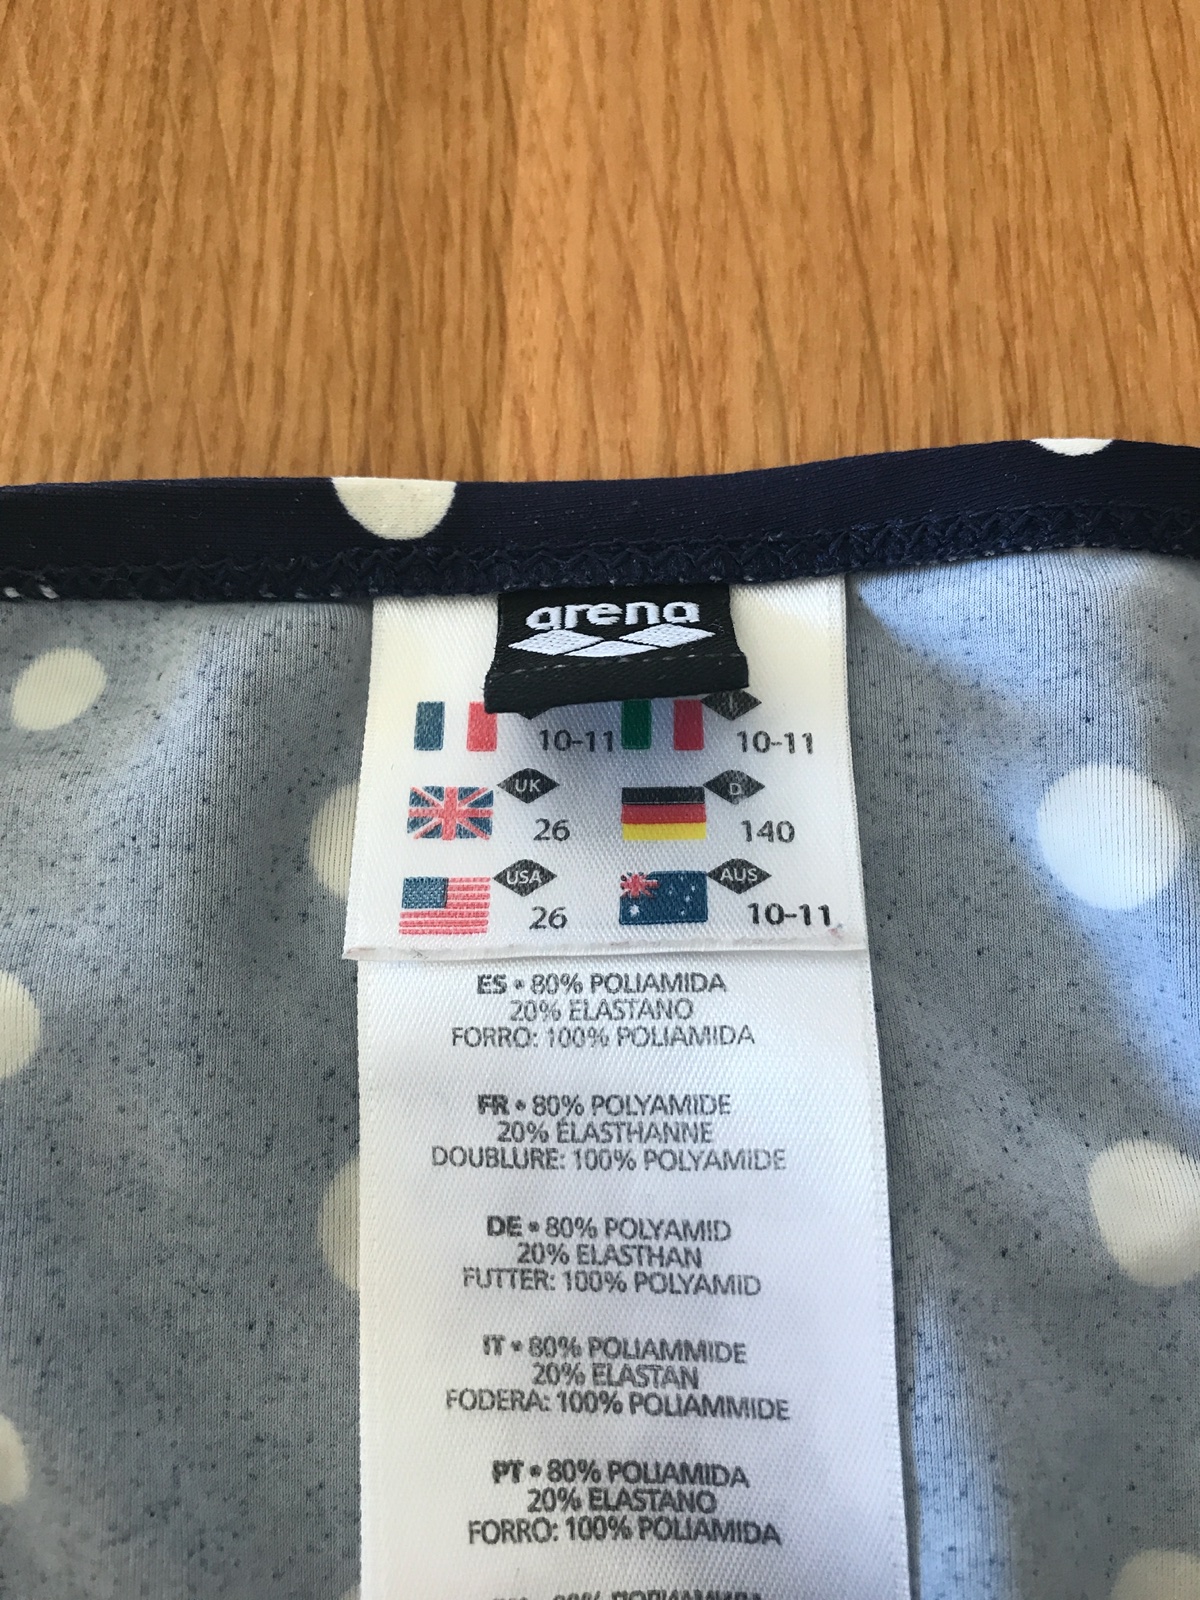 arena
10-11 10-11
UK D
26 140
USA AUS
26 10-11
ES • 80% POLIAMIDA
20% ELASTANO
FORRO: 100% POLIAMIDA
FR • 80% POLYAMIDE
20% ÉLASTHANNE
DOUBLURE: 100% POLYAMIDE
DE • 80% POLYAMID
20% ELASTHAN
FUTTER: 100% POLYAMID
IT • 80% POLIAMMIDE
20% ELASTAN
FODERA: 100% POLIAMMIDE
PT • 80% POLIAMIDA
20% ELASTANO
FORRO: 100% POLIAMIDA